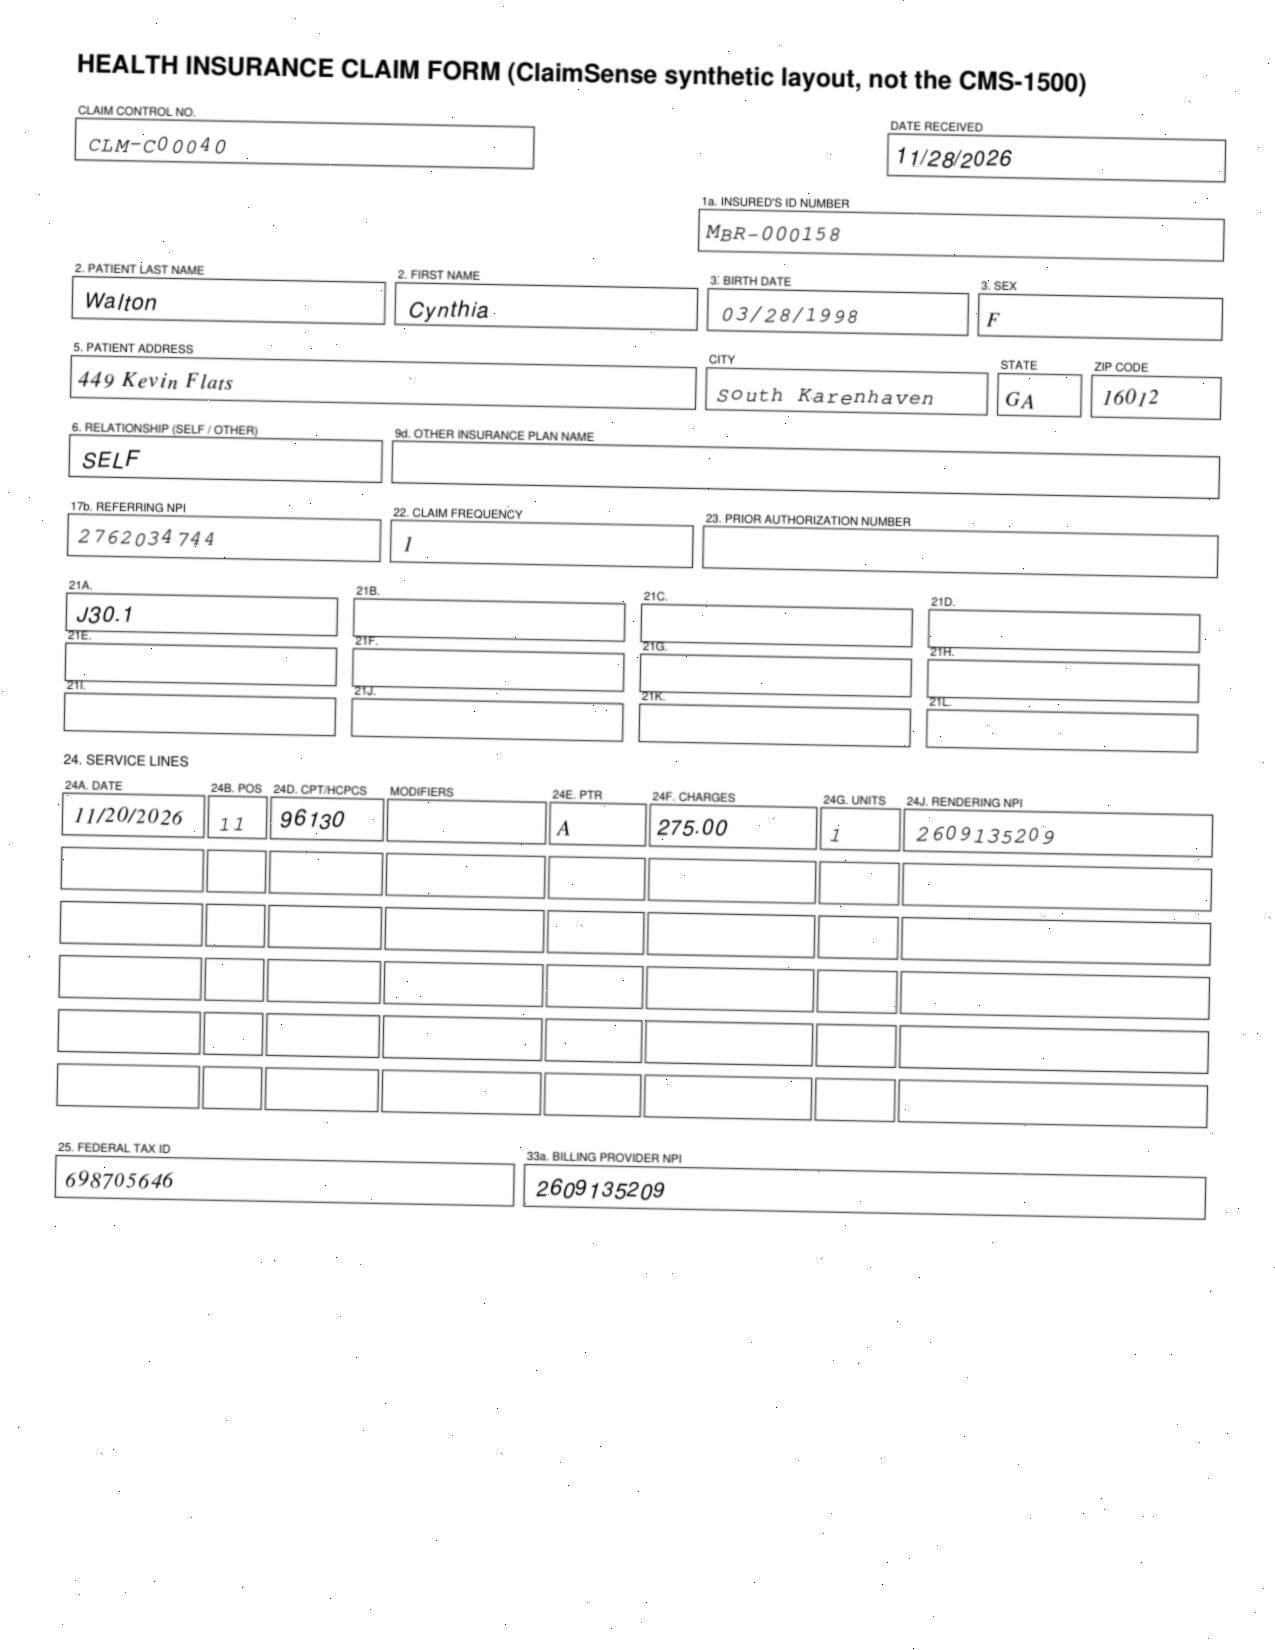 HEALTH INSURANCE CLAIM FORM (ClaimSense synthetic layout, not the CMS-1500)
CLAIM CONTROL NO.
CLM-C00040
DATE RECEIVED
11/28/2026
1a. INSURED'S ID NUMBER
MBR-000158
2. PATIENT LAST NAME
Walton
2. FIRST NAME
Cynthia
3. BIRTH DATE
03/28/1998
3. SEX
F
5. PATIENT ADDRESS
449 Kevin Flats
CITY
South Karenhaven
STATE
GA
ZIP CODE
16012
6. RELATIONSHIP (SELF / OTHER)
SELF
9d. OTHER INSURANCE PLAN NAME
17b. REFERRING NPI
2762034744
22. CLAIM FREQUENCY
1
23. PRIOR AUTHORIZATION NUMBER
21A.
J30.1
21B.
21C.
21D.
21E.
21F.
21G.
21H.
21I.
21J.
21K.
21L.
24. SERVICE LINES
24A. DATE 24B. POS 24D. CPT/HCPCS MODIFIERS 24E. PTR 24F. CHARGES 24G. UNITS 24J. RENDERING NPI
11/20/2026 11 96130 A 275.00 1 2609135209
25. FEDERAL TAX ID
698705646
33a. BILLING PROVIDER NPI
2609135209